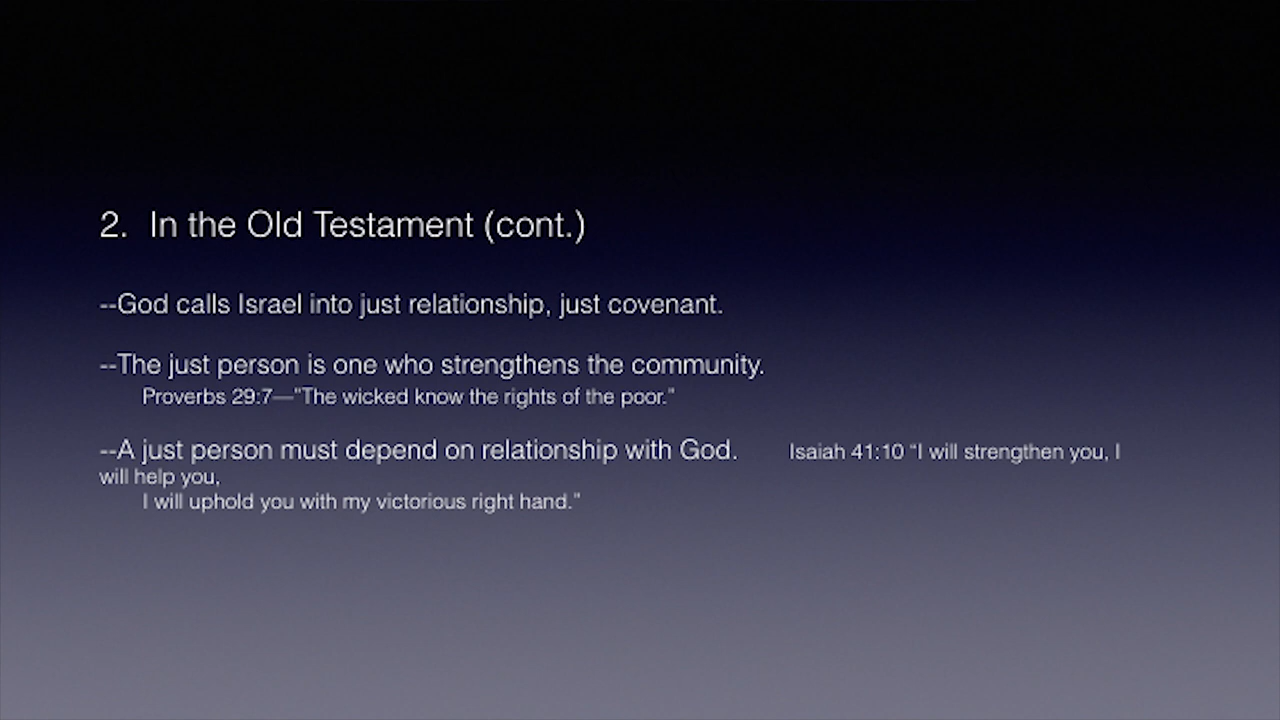 2. In the Old Testament (cont.)
--God calls Israel into just relationship, just covenant.
--The just person is one who strengthens the community.
Proverbs 29:7—"The wicked know the rights of the poor."
--A just person must depend on relationship with God. Isaiah 41:10 “I will strengthen you, I
will help you,
I will uphold you with my victorious right hand.”